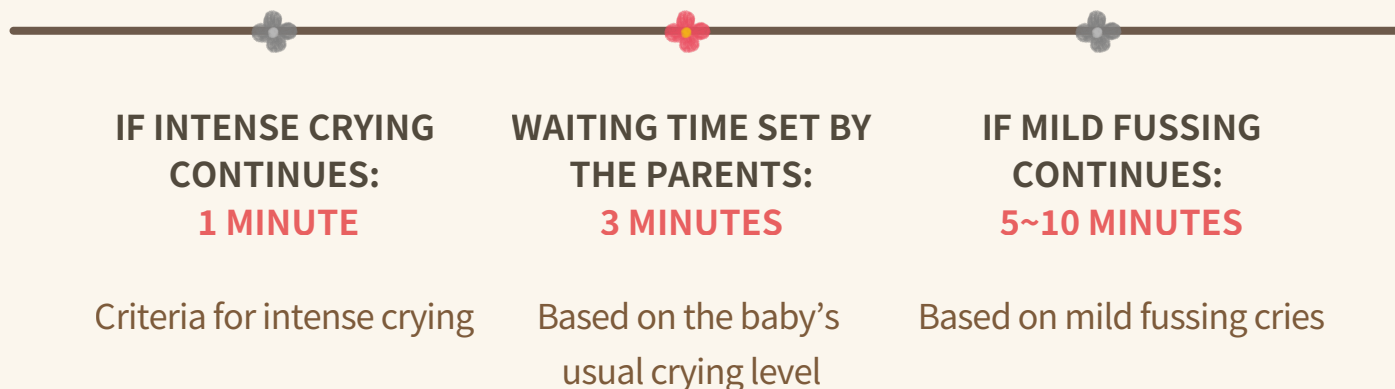 IF INTENSE CRYING
CONTINUES:
1 MINUTE
Criteria for intense crying
WAITING TIME SET BY
THE PARENTS:
3 MINUTES
Based on the baby’s
usual crying level
IF MILD FUSSING
CONTINUES:
5~10 MINUTES
Based on mild fussing cries